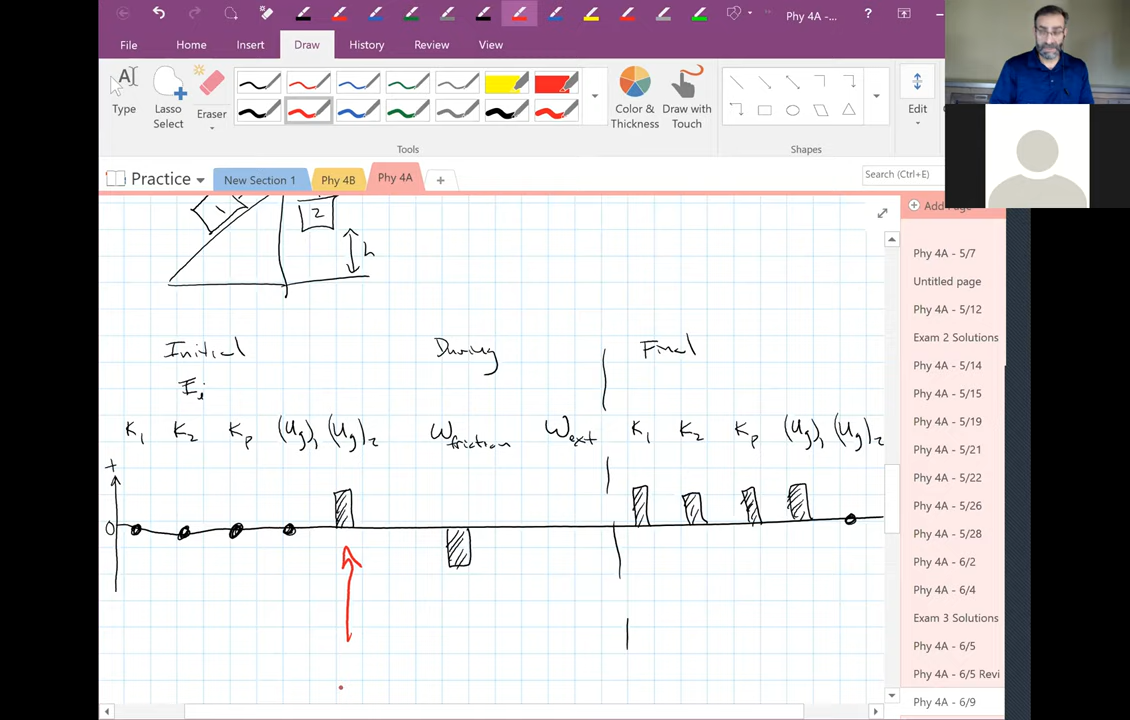 Phy 4A -...
?
File
Home
Insert
Draw
History
Review
View
Type
Lasso Select
Eraser
Color & Thickness
Draw with Touch
Edit
Tools
Shapes
Practice
New Section 1
Phy 4B
Phy 4A
+
Search (Ctrl+E)
Add Page
Phy 4A - 5/7
Untitled page
Phy 4A - 5/12
Exam 2 Solutions
Phy 4A - 5/14
Phy 4A - 5/15
Phy 4A - 5/19
Phy 4A - 5/21
Phy 4A - 5/22
Phy 4A - 5/26
Phy 4A - 5/28
Phy 4A - 6/2
Phy 4A - 6/4
Exam 3 Solutions
Phy 4A - 6/5
Phy 4A - 6/5 Revi
Phy 4A - 6/9
1 2 h
Initial During Final
Ei
K1 K2 Kp (Ug)1 (Ug)2 Wfriction Wext K1 K2 Kp (Ug)1 (Ug)2
+
0